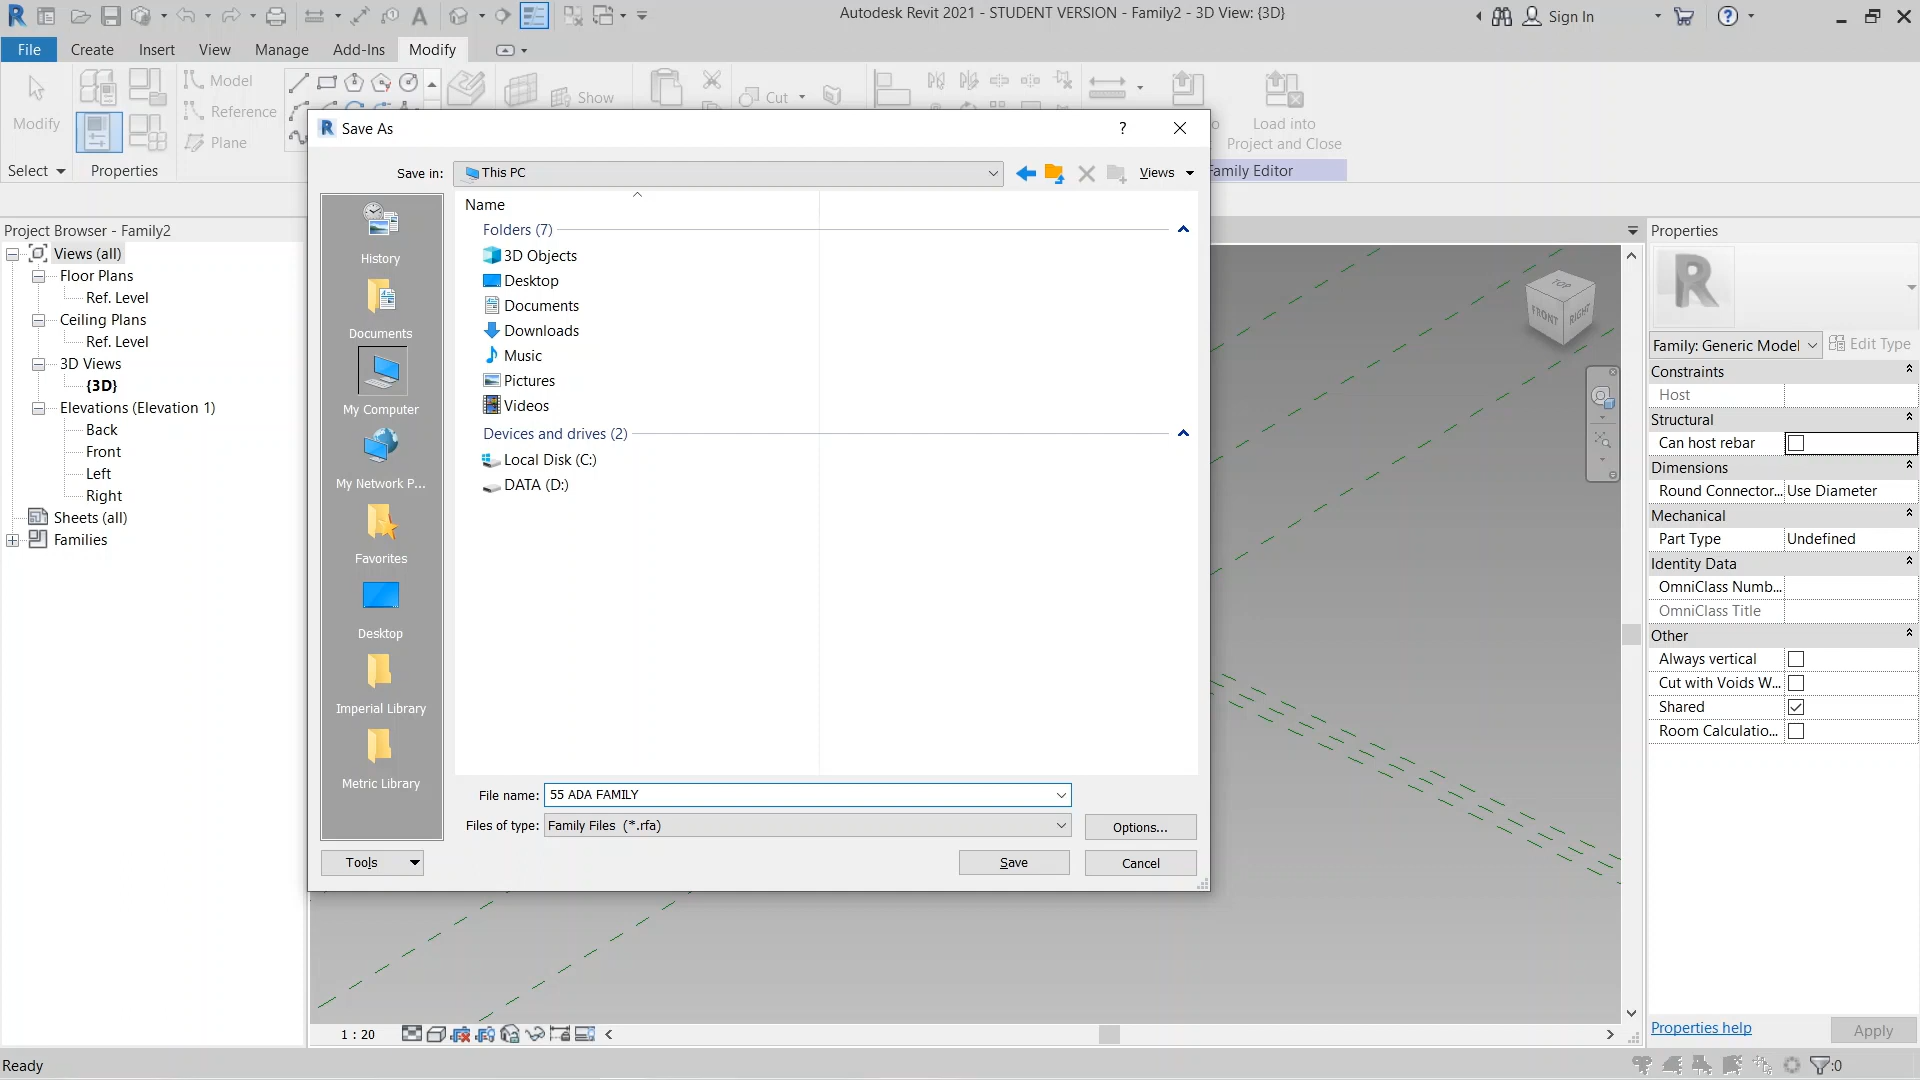 Autodesk Revit 2021 - STUDENT VERSION - Family2 - 3D View: {3D}
Sign In
File
Create
Insert
View
Manage
Add-Ins
Modify
Modify
Model
Reference
Plane
Show
Cut
Load into
Project and Close
Select
Properties
Family Editor
Save As
Save in:
This PC
Views
History
Documents
My Computer
My Network P...
Favorites
Desktop
Imperial Library
Metric Library
Name
Folders (7)
3D Objects
Desktop
Documents
Downloads
Music
Pictures
Videos
Devices and drives (2)
Local Disk (C:)
DATA (D:)
File name:
55 ADA FAMILY
Files of type:
Family Files (*.rfa)
Options...
Tools
Save
Cancel
Project Browser - Family2
Views (all)
Floor Plans
Ref. Level
Ceiling Plans
Ref. Level
3D Views
{3D}
Elevations (Elevation 1)
Back
Front
Left
Right
Sheets (all)
Families
TOP
FRONT
RIGHT
Properties
Family: Generic Model
Edit Type
Constraints
Host
Structural
Can host rebar
Dimensions
Round Connector...
Use Diameter
Mechanical
Part Type
Undefined
Identity Data
OmniClass Numb...
OmniClass Title
Other
Always vertical
Cut with Voids W...
Shared
Room Calculatio...
Properties help
Apply
1 : 20
Ready
:0